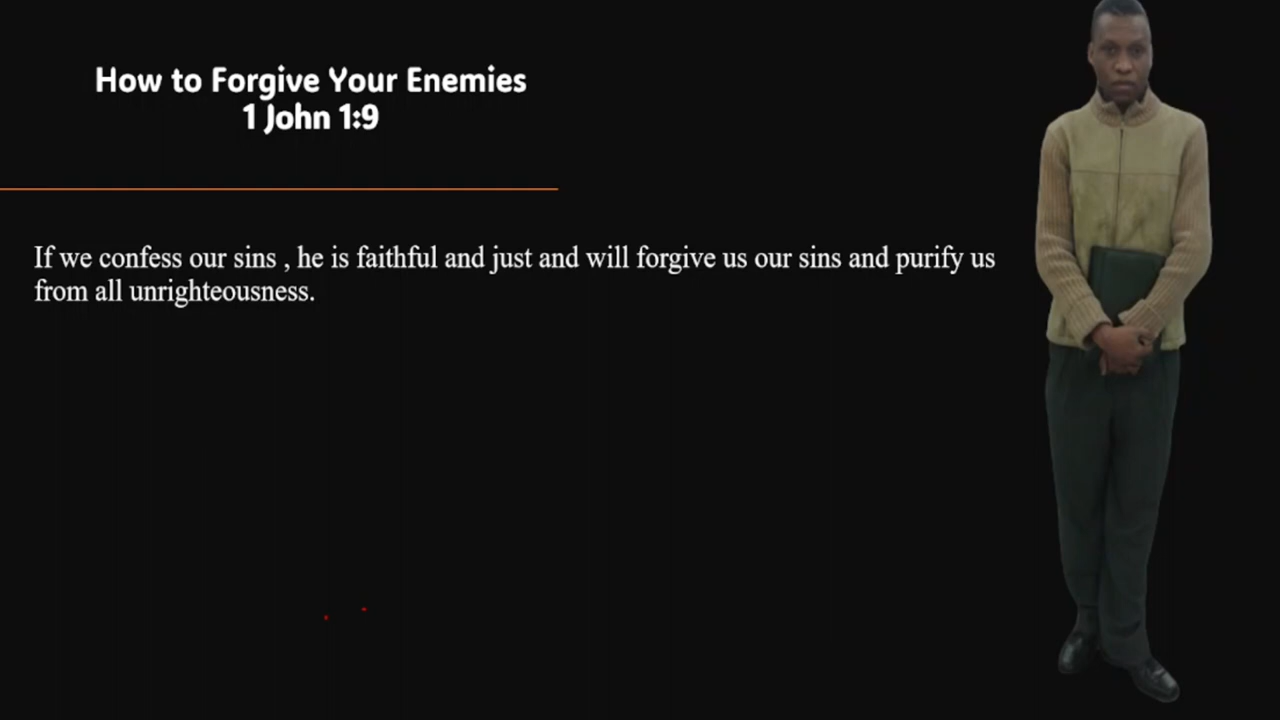 How to Forgive Your Enemies
1 John 1:9
If we confess our sins , he is faithful and just and will forgive us our sins and purify us
from all unrighteousness.